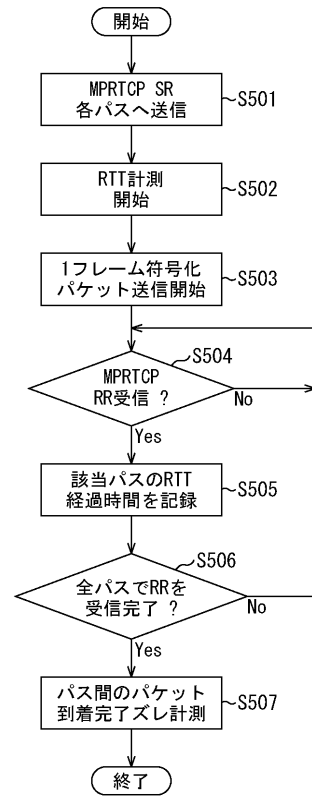 開始
MPRTCP SR
各パスへ送信
S501
RTT計測
開始
S502
1フレーム符号化
パケット送信開始
S503
S504
MPRTCP
RR受信 ?
No
Yes
該当パスのRTT
経過時間を記録
S505
S506
全パスでRRを
受信完了 ?
No
Yes
パス間のパケット
到着完了ズレ計測
S507
終了